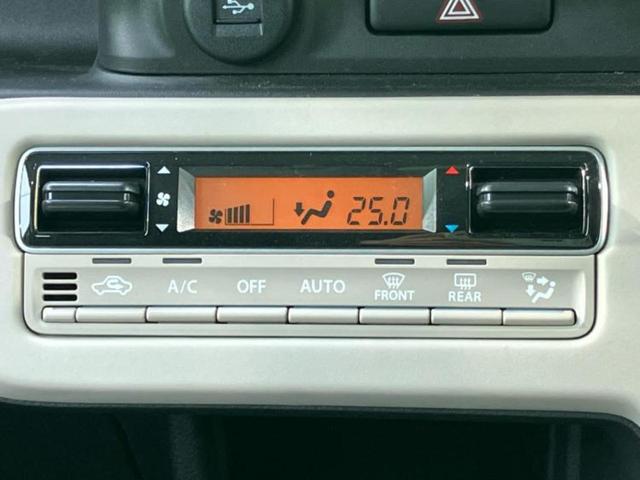 25.0
A/C OFF AUTO FRONT REAR